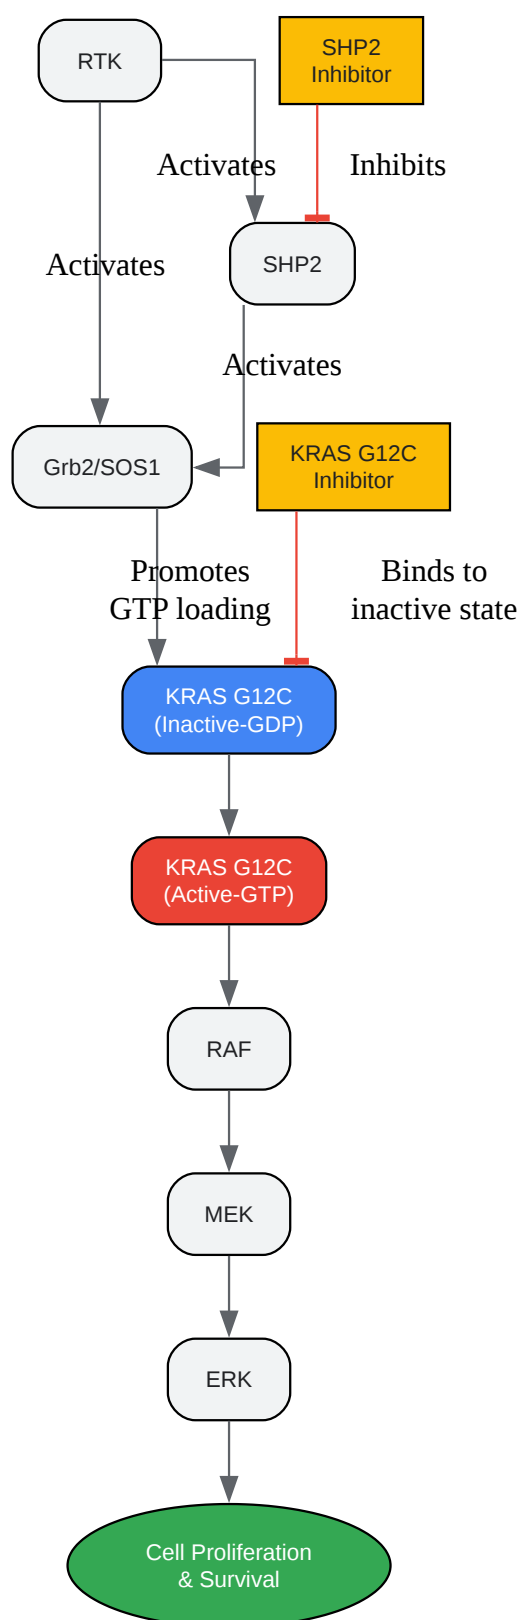 RTK
SHP2
Inhibitor
Activates
Inhibits
Activates
SHP2
Activates
Grb2/SOS1
KRAS G12C
Inhibitor
Promotes
GTP loading
Binds to
inactive state
KRAS G12C
(Inactive-GDP)
KRAS G12C
(Active-GTP)
RAF
MEK
ERK
Cell Proliferation
& Survival